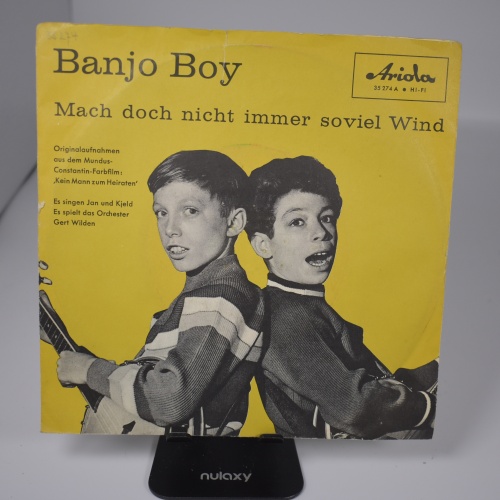 Banjo Boy
Ariola
35 274 A ● HI-FI
Mach doch nicht immer soviel Wind
Originalaufnahmen
aus dem Mundus-
Constantin-Farbfilm:
„Kein Mann zum Heiraten"
Es singen Jan und Kjeld
Es spielt das Orchester
Gert Wilden
nulaxy